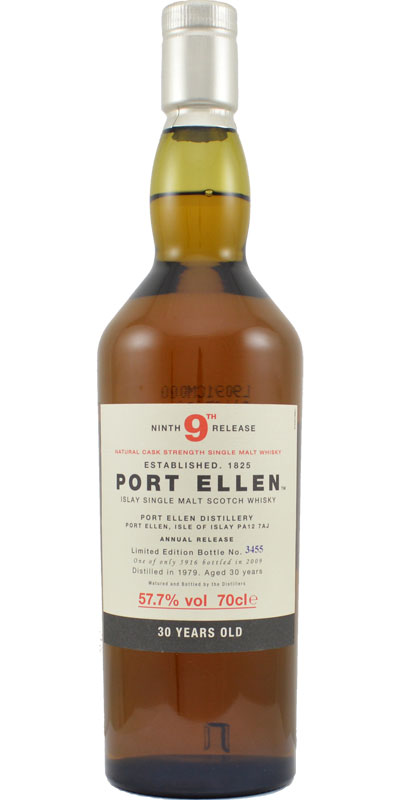 L9091CM000
NINTH 9TH RELEASE
NATURAL CASK STRENGTH SINGLE MALT WHISKY
ESTABLISHED. 1825
PORT ELLEN TM
ISLAY SINGLE MALT SCOTCH WHISKY
PORT ELLEN DISTILLERY
PORT ELLEN, ISLE OF ISLAY PA42 7AJ
ANNUAL RELEASE
Limited Edition Bottle No. 3455
One of only 5916 bottled in 2009
Distilled in 1979. Aged 30 years
Matured and Bottled by the Distillers
57.7% vol 70cl e
30 YEARS OLD